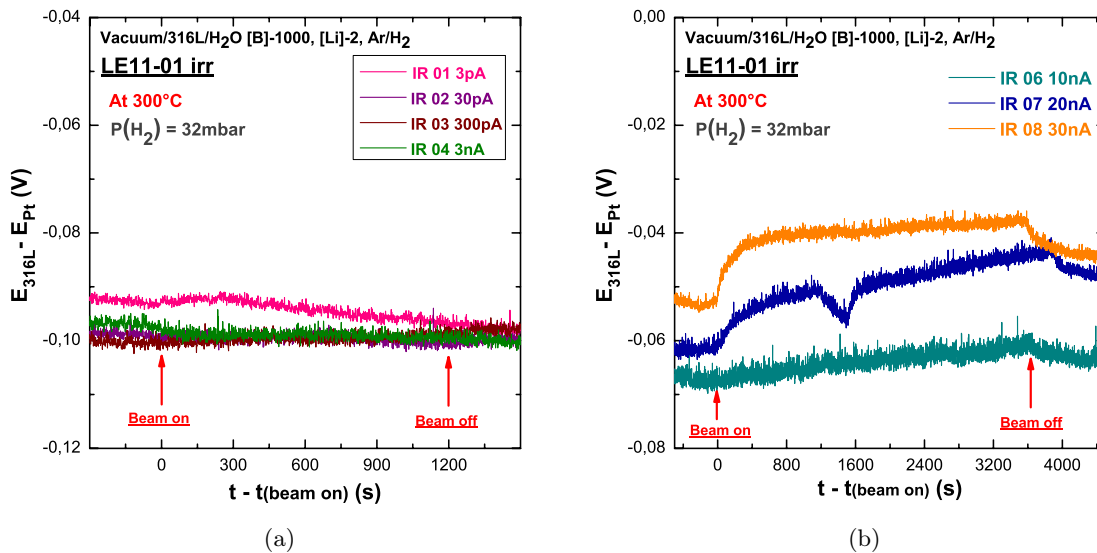 Vacuum/316L/H2O [B]-1000, [Li]-2, Ar/H2
LE11-01 irr
At 300°C
P(H2) = 32mbar
IR 01 3pA
IR 02 30pA
IR 03 300pA
IR 04 3nA
-0,04
-0,06
-0,08
-0,10
-0,12
E316L- EPt (V)
Beam on
Beam off
0
300
600
900
1200
t - t(beam on) (s)
(a)
Vacuum/316L/H2O [B]-1000, [Li]-2, Ar/H2
LE11-01 irr
At 300°C
P(H2) = 32mbar
IR 06 10nA
IR 07 20nA
IR 08 30nA
0,00
-0,02
-0,04
-0,06
-0,08
E316L- EPt (V)
Beam on
Beam off
0
800
1600
2400
3200
4000
t - t(beam on) (s)
(b)